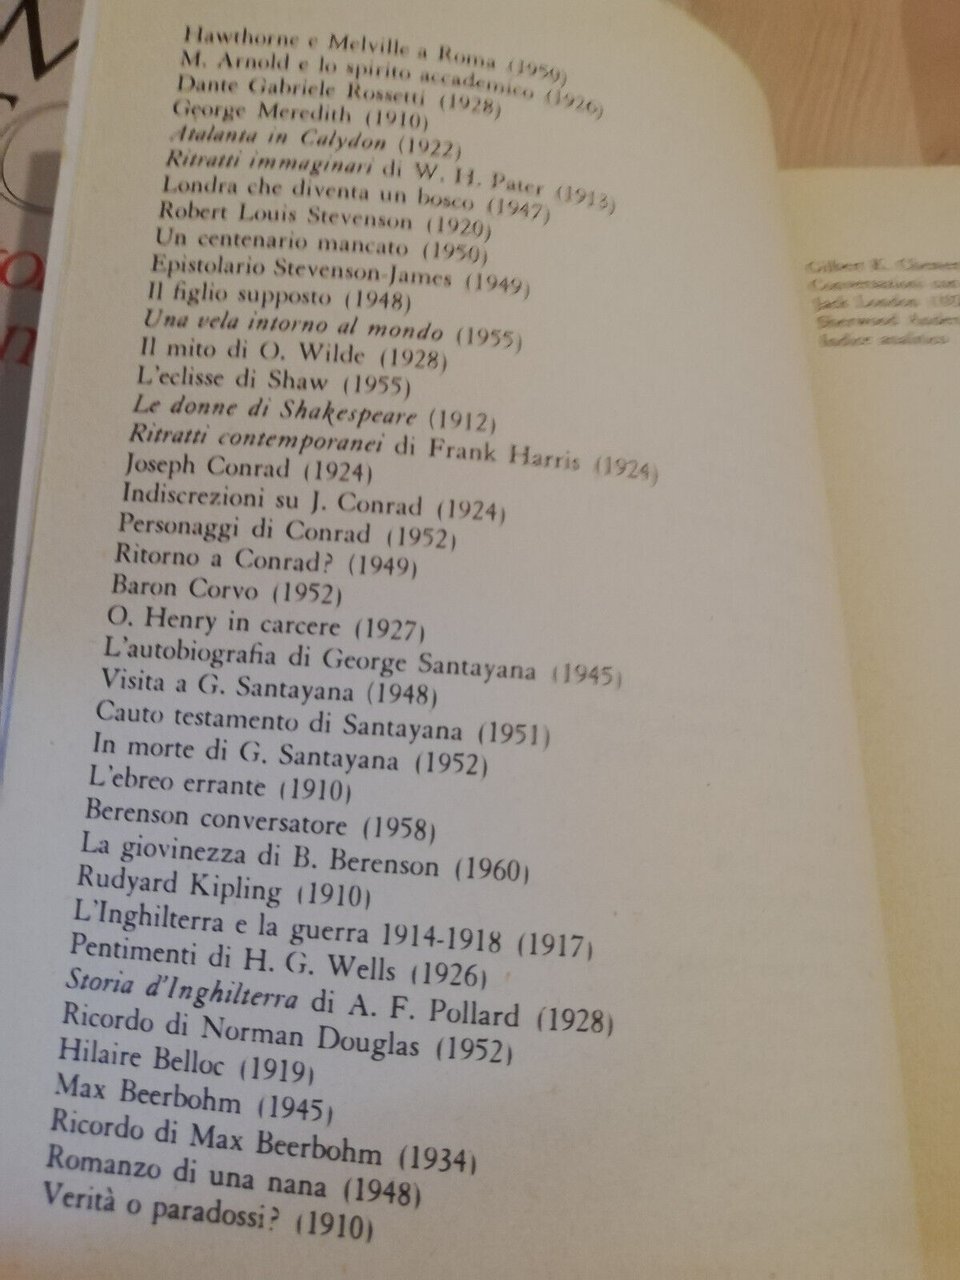 Hawthorne e Melville a Roma (1959)
M. Arnold e lo spirito accademico (1926)
Dante Gabriele Rossetti (1928)
George Meredith (1910)
Atalanta in Calydon (1922)
Ritratti immaginari di W. H. Pater (1913)
Londra che diventa un bosco (1947)
Robert Louis Stevenson (1920)
Un centenario mancato (1950)
Epistolario Stevenson-James (1949)
Il figlio supposto (1948)
Una vela intorno al mondo (1955)
Il mito di O. Wilde (1928)
L'eclisse di Shaw (1955)
Le donne di Shakespeare (1912)
Ritratti contemporanei di Frank Harris (1924)
Joseph Conrad (1924)
Indiscrezioni su J. Conrad (1924)
Personaggi di Conrad (1952)
Ritorno a Conrad? (1949)
Baron Corvo (1952)
O. Henry in carcere (1927)
L'autobiografia di George Santayana (1945)
Visita a G. Santayana (1948)
Cauto testamento di Santayana (1951)
In morte di G. Santayana (1952)
L'ebreo errante (1910)
Berenson conversatore (1958)
La giovinezza di B. Berenson (1960)
Rudyard Kipling (1910)
L'Inghilterra e la guerra 1914-1918 (1917)
Pentimenti di H. G. Wells (1926)
Storia d'Inghilterra di A. F. Pollard (1928)
Ricordo di Norman Douglas (1952)
Hilaire Belloc (1919)
Max Beerbohm (1945)
Ricordo di Max Beerbohm (1934)
Romanzo di una nana (1948)
Verità o paradossi? (1910)
Gilbert K.
Conversazioni
Jack London
Sherwood
Indice analitico